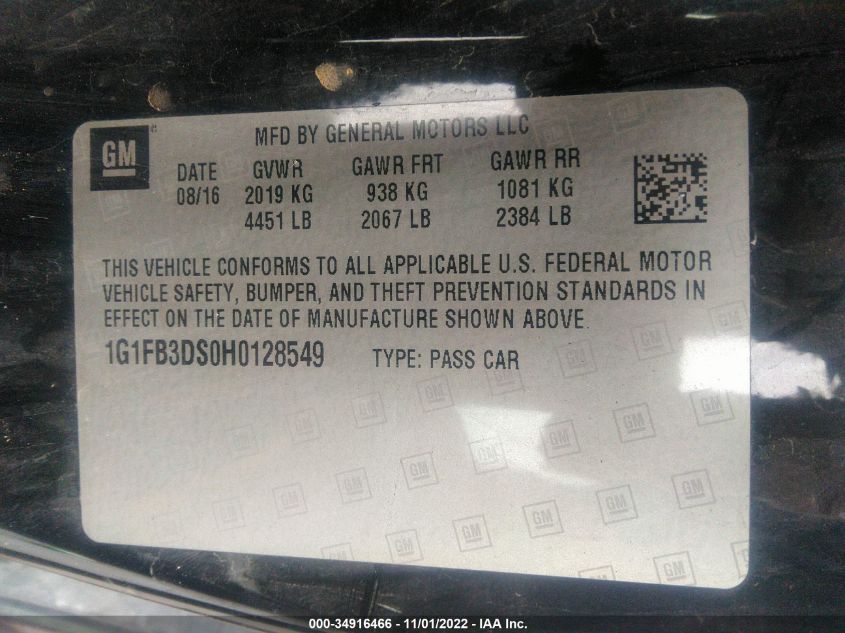 GM
MFD BY GENERAL MOTORS LLC
DATE GVWR GAWR FRT GAWR RR
08/16 2019 KG 938 KG 1081 KG
4451 LB 2067 LB 2384 LB
THIS VEHICLE CONFORMS TO ALL APPLICABLE U.S. FEDERAL MOTOR
VEHICLE SAFETY, BUMPER, AND THEFT PREVENTION STANDARDS IN
EFFECT ON THE DATE OF MANUFACTURE SHOWN ABOVE.
1G1FB3DS0H0128549 TYPE: PASS CAR
000-34916466 - 11/01/2022 - IAA Inc.